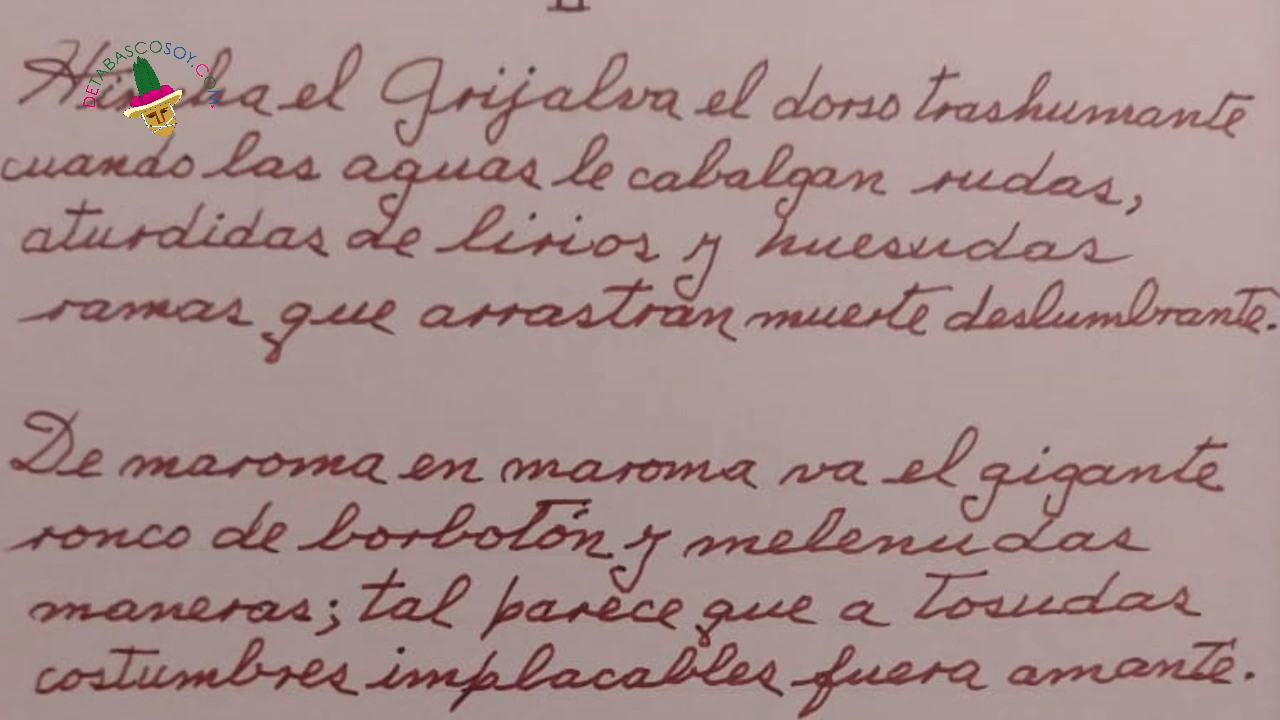 II
DETABASCOSOY.COM
Hincha el Grijalva el dorso trashumante
cuando las aguas le cabalgan rudas,
aturdidas de lirios y huesudas
ramas que arrastran muerte deslumbrante.
De maroma en maroma va el gigante
ronco de borbotón y melenudas
maneras; tal parece que a tosudas
costumbres implacables fuera amante.